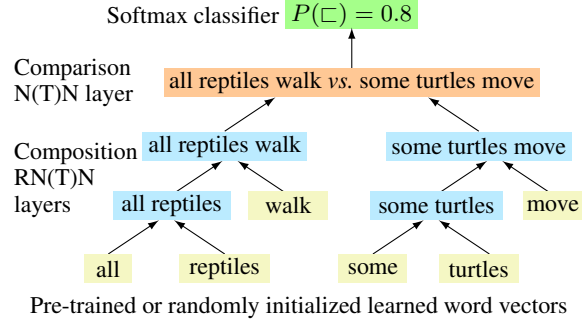 Softmax classifier P(⊏) = 0.8
Comparison
N(T)N layer
all reptiles walk vs. some turtles move
Composition
RN(T)N
layers
all reptiles walk
some turtles move
all reptiles
walk
some turtles
move
all
reptiles
some
turtles
Pre-trained or randomly initialized learned word vectors